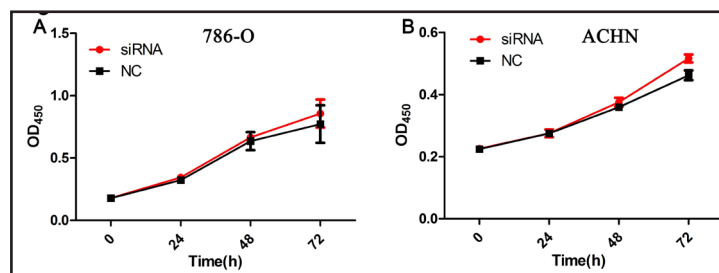 A
786-O
siRNA
NC
OD450
1.5
1.0
0.5
0.0
0
24
48
72
Time(h)
B
ACHN
siRNA
NC
OD450
0.6
0.4
0.2
0.0
0
24
48
72
Time(h)